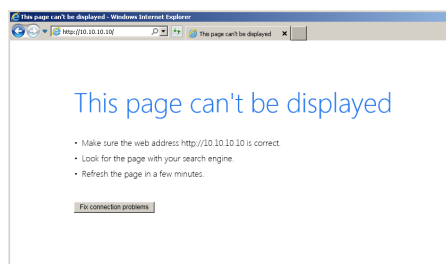 This page can't be displayed - Windows Internet Explorer
http://10.10.10.10/
This page can't be displayed
This page can't be displayed
• Make sure the web address http://10.10.10.10 is correct.
• Look for the page with your search engine.
• Refresh the page in a few minutes.
Fix connection problems